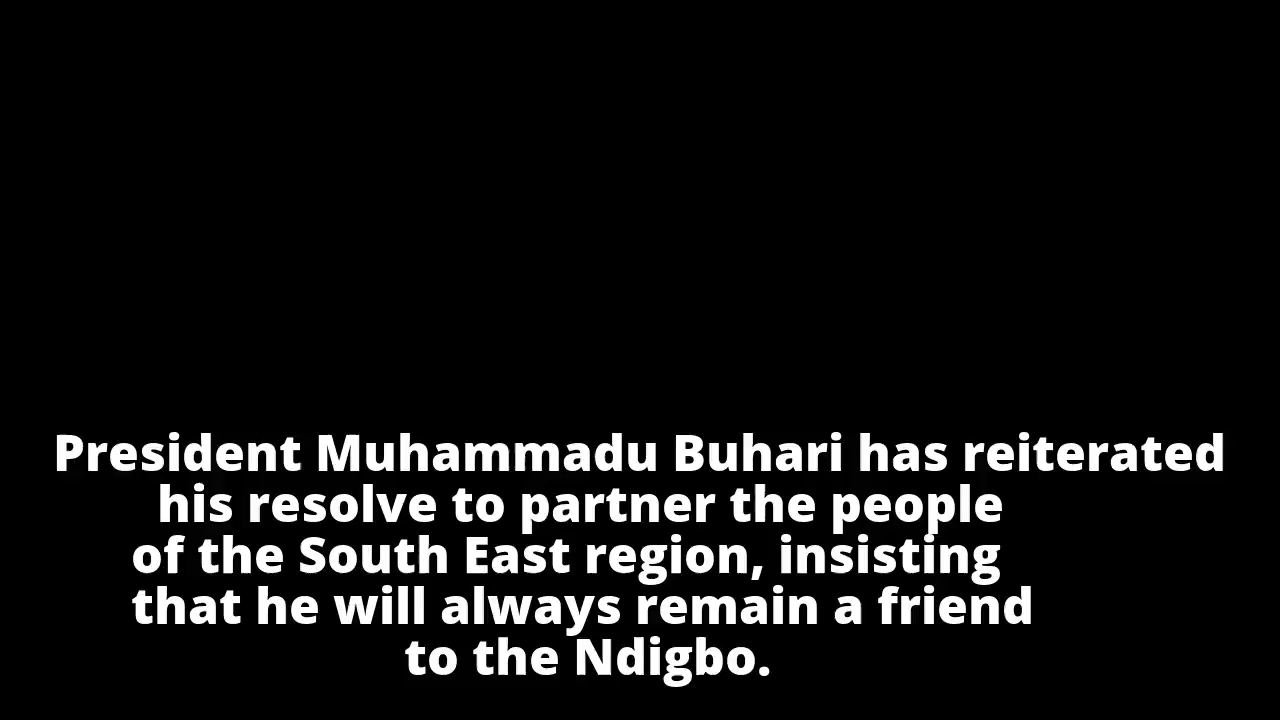 President Muhammadu Buhari has reiterated
his resolve to partner the people
of the South East region, insisting
that he will always remain a friend
to the Ndigbo.